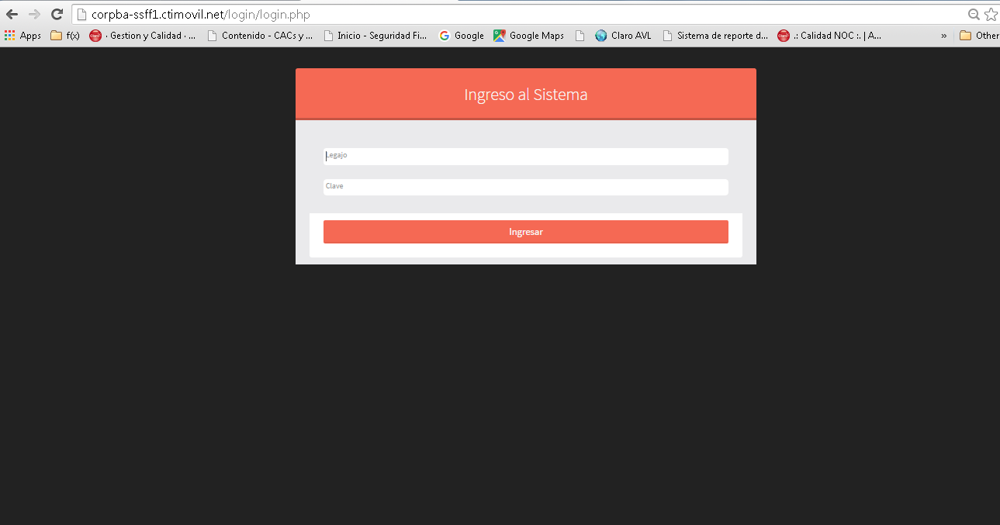 corpba-ssff1.ctimovil.net/login/login.php
Apps f(x) · Gestion y Calidad · ... Contenido - CACs y ... Inicio - Seguridad Fi... Google Google Maps Claro AVL Sistema de reporte d... .: Calidad NOC :. | A... » Other
Ingreso al Sistema
Legajo
Clave
Ingresar